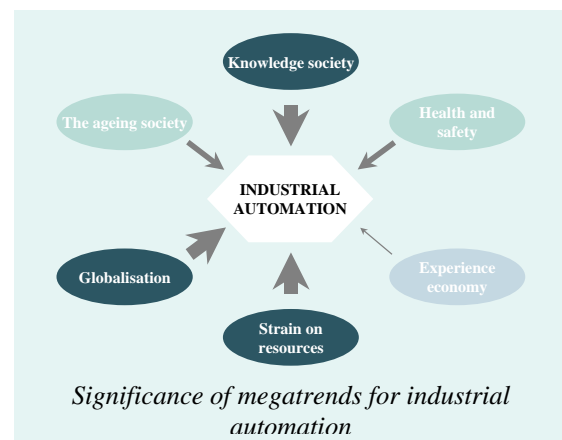 Knowledge society
The ageing society
Health and
safety
INDUSTRIAL
AUTOMATION
Globalisation
Experience
economy
Strain on
resources
Significance of megatrends for industrial
automation